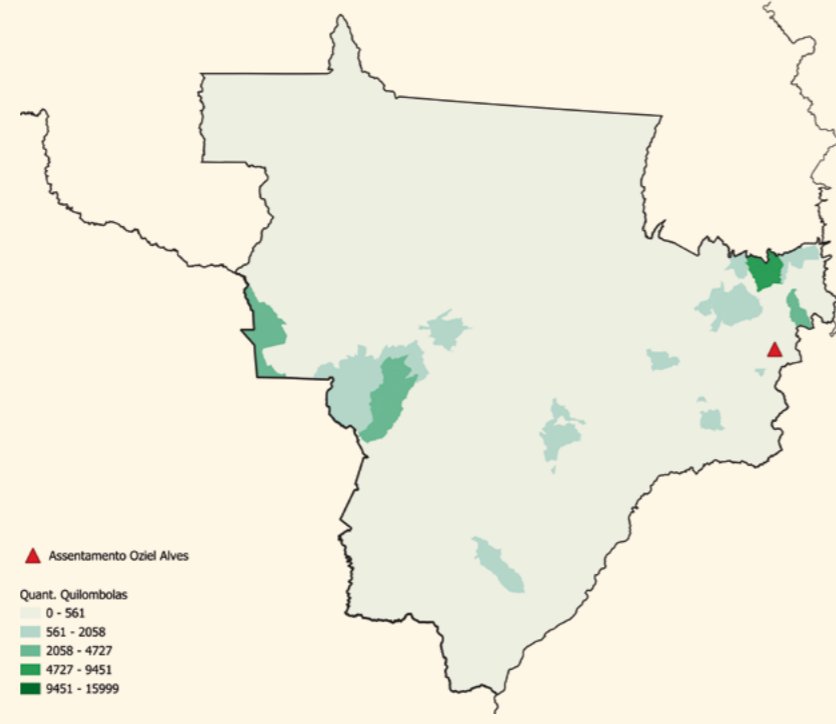 Assentamento Oziel Alves
Quant. Quilombolas
0 - 561
561 - 2058
2058 - 4727
4727 - 9451
9451 - 15999